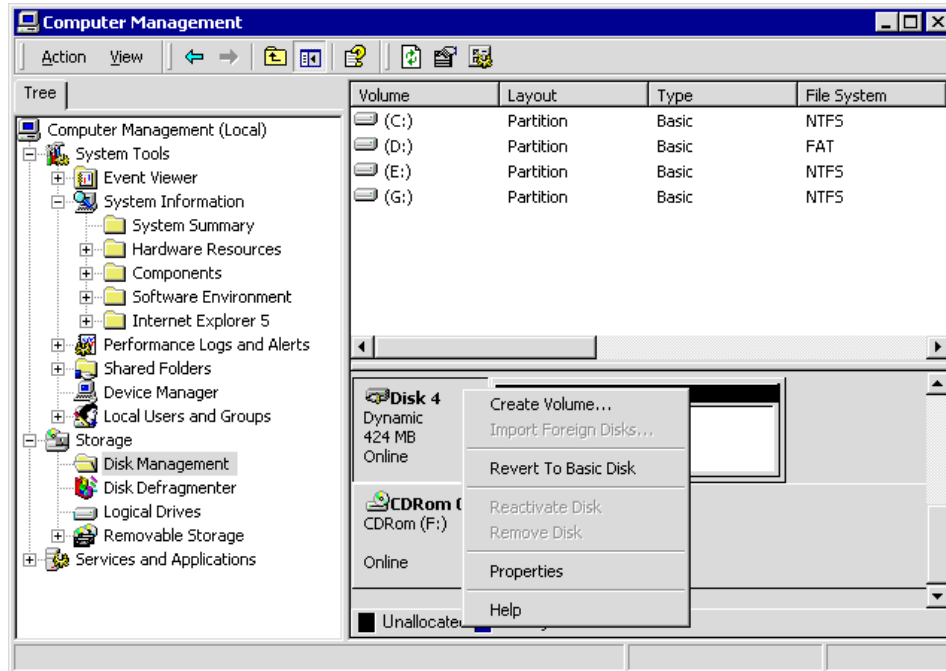 Computer Management
Action View
Tree
Computer Management (Local)
System Tools
Event Viewer
System Information
System Summary
Hardware Resources
Components
Software Environment
Internet Explorer 5
Performance Logs and Alerts
Shared Folders
Device Manager
Local Users and Groups
Storage
Disk Management
Disk Defragmenter
Logical Drives
Removable Storage
Services and Applications
Volume Layout Type File System
(C:) Partition Basic NTFS
(D:) Partition Basic FAT
(E:) Partition Basic NTFS
(G:) Partition Basic NTFS
Disk 4
Dynamic
424 MB
Online
CDRom
CDRom (F:)
Online
Create Volume...
Import Foreign Disks...
Revert To Basic Disk
Reactivate Disk
Remove Disk
Properties
Help